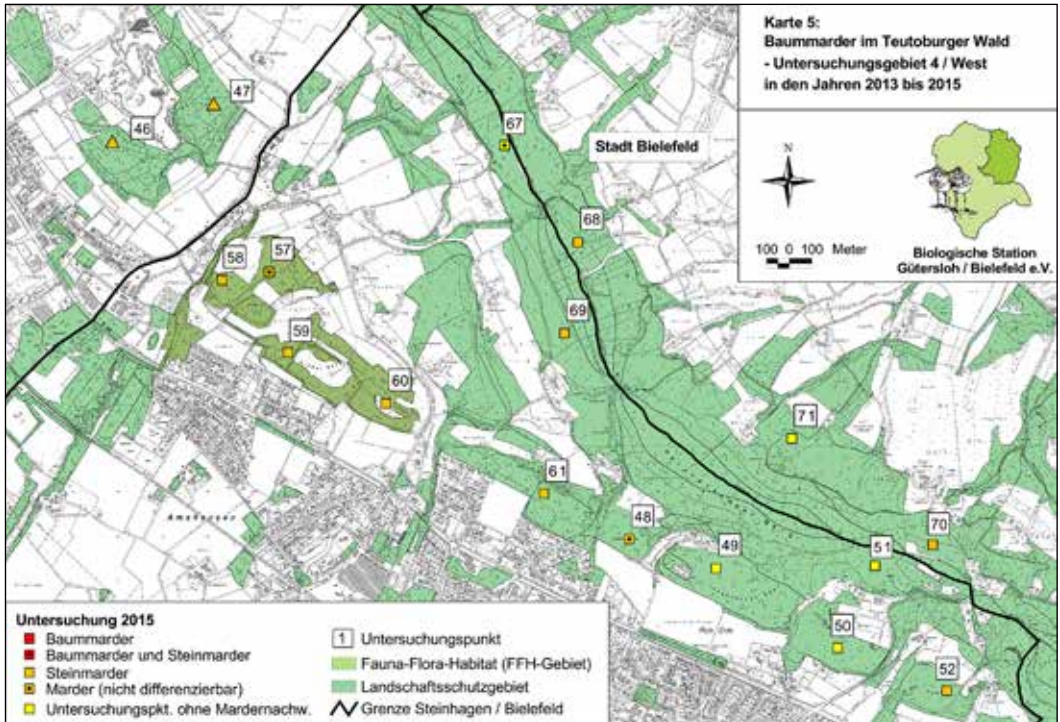 Karte 5:
Baummarder im Teutoburger Wald
- Untersuchungsgebiet 4 / West
in den Jahren 2013 bis 2015
N
100 0 100 Meter
Biologische Station
Gütersloh / Bielefeld e.V.
Stadt Bielefeld
47
46
67
68
58
57
69
59
60
71
61
48
49
51
70
50
52
Amshausen
Untersuchung 2015
Baummarder
Baummarder und Steinmarder
Steinmarder
Marder (nicht differenzierbar)
Untersuchungspkt. ohne Mardernachw.
1 Untersuchungspunkt
Fauna-Flora-Habitat (FFH-Gebiet)
Landschaftsschutzgebiet
Grenze Steinhagen / Bielefeld